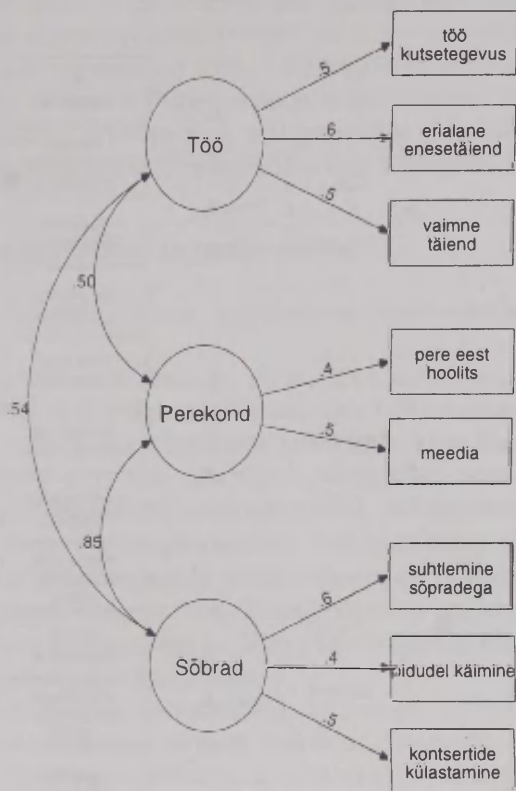 Töö
Perekond
Sõbrad
.50
.54
.85
.5
.6
.5
.4
.5
.6
.4
.5
töö
kutsetegevus
erialane
enesetäiend
vaimne
täiend
pere eest
hoolits
meedia
suhtlemine
sõpradega
pidudel käimine
kontsertide
külastamine